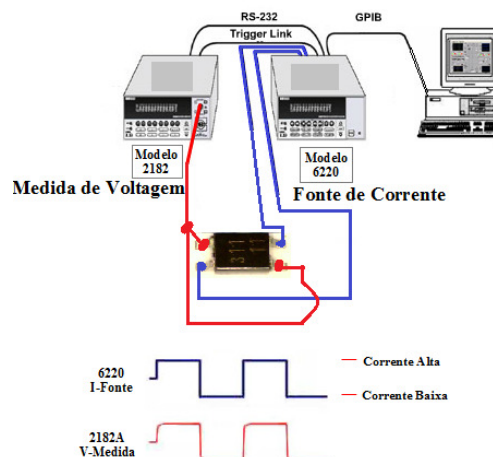 RS-232
GPIB
Trigger Link
Modelo
2182
Modelo
6220
Medida de Voltagem
Fonte de Corrente
311
6220
I-Fonte
Corrente Alta
Corrente Baixa
2182A
V-Medida